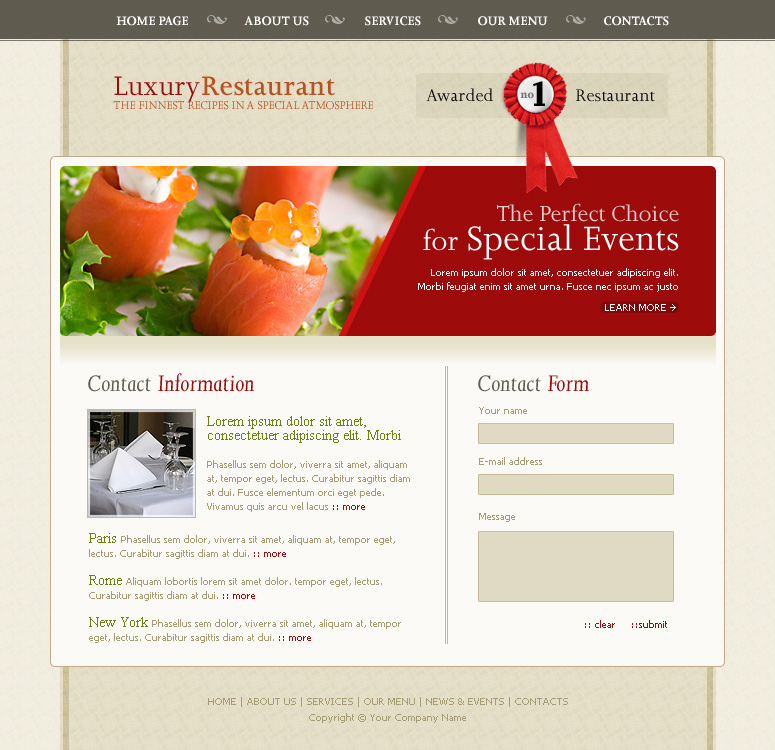 HOME PAGE ABOUT US SERVICES OUR MENU CONTACTS
LuxuryRestaurant
THE FINNEST RECIPES IN A SPECIAL ATMOSPHERE
Awarded no 1 Restaurant
The Perfect Choice
for Special Events
Lorem ipsum dolor sit amet, consectetuer adipiscing elit.
Morbi feugiat enim sit amet urna. Fusce nec ipsum ac justo
LEARN MORE →
Contact Information
Lorem ipsum dolor sit amet,
consectetuer adipiscing elit. Morbi
Phasellus sem dolor, viverra sit amet, aliquam
at, tempor eget, lectus. Curabitur sagittis diam
at dui. Fusce elementum orci eget pede.
Vivamus quis arcu vel lacus :: more
Paris Phasellus sem dolor, viverra sit amet, aliquam at, tempor eget,
lectus. Curabitur sagittis diam at dui. :: more
Rome Aliquam lobortis lorem sit amet dolor. tempor eget, lectus.
Curabitur sagittis diam at dui. :: more
New York Phasellus sem dolor, viverra sit amet, aliquam at, tempor
eget, lectus. Curabitur sagittis diam at dui. :: more
Contact Form
Your name
E-mail address
Message
:: clear ::submit
HOME | ABOUT US | SERVICES | OUR MENU | NEWS & EVENTS | CONTACTS
Copyright © Your Company Name